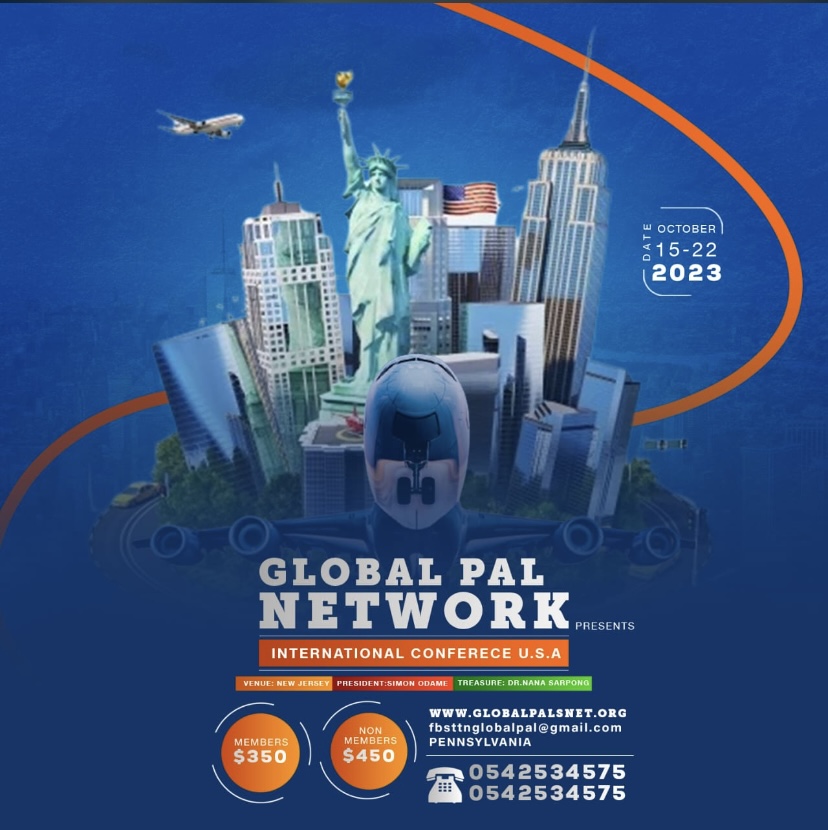 DATE
OCTOBER
15-22
2023
GLOBAL PAL
NETWORK
PRESENTS
INTERNATIONAL CONFERECE U.S.A
VENUE: NEW JERSEY PRESIDENT:SIMON ODAME TREASURE: DR.NANA SARPONG
MEMBERS
$350
NON
MEMBERS
$450
WWW.GLOBALPALSNET.ORG
fbsttnglobalpal@gmail.com
PENNSYLVANIA
0542534575
0542534575